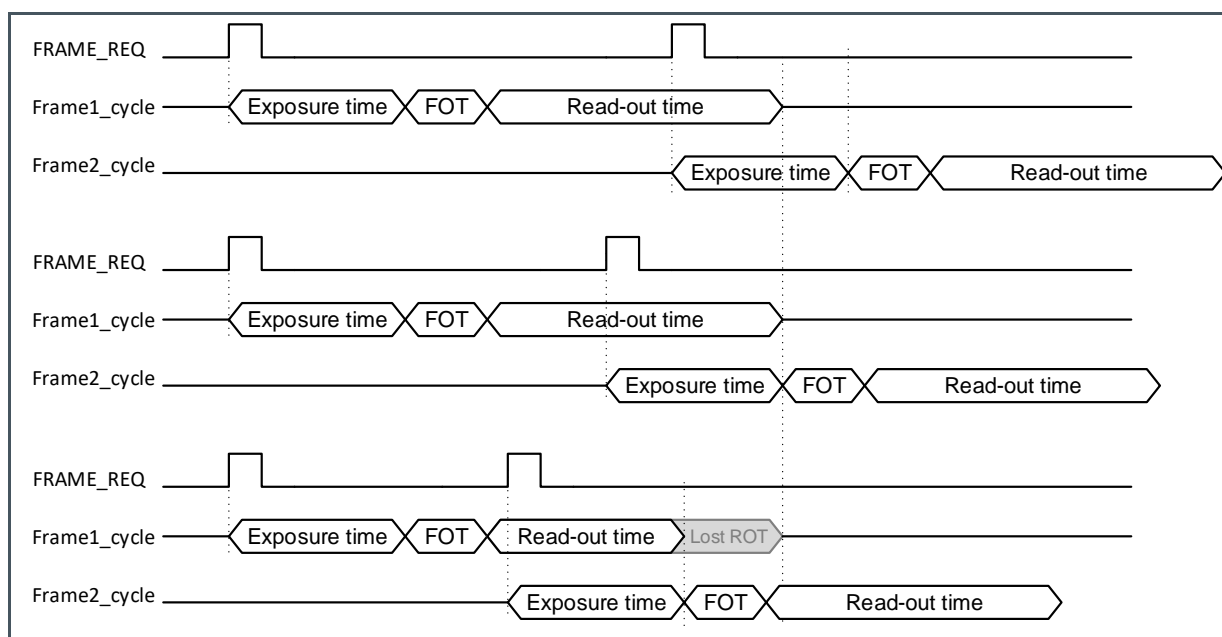 FRAME_REQ
Frame1_cycle Exposure time FOT Read-out time
Frame2_cycle Exposure time FOT Read-out time
FRAME_REQ
Frame1_cycle Exposure time FOT Read-out time
Frame2_cycle Exposure time FOT Read-out time
FRAME_REQ
Frame1_cycle Exposure time FOT Read-out time Lost ROT
Frame2_cycle Exposure time FOT Read-out time